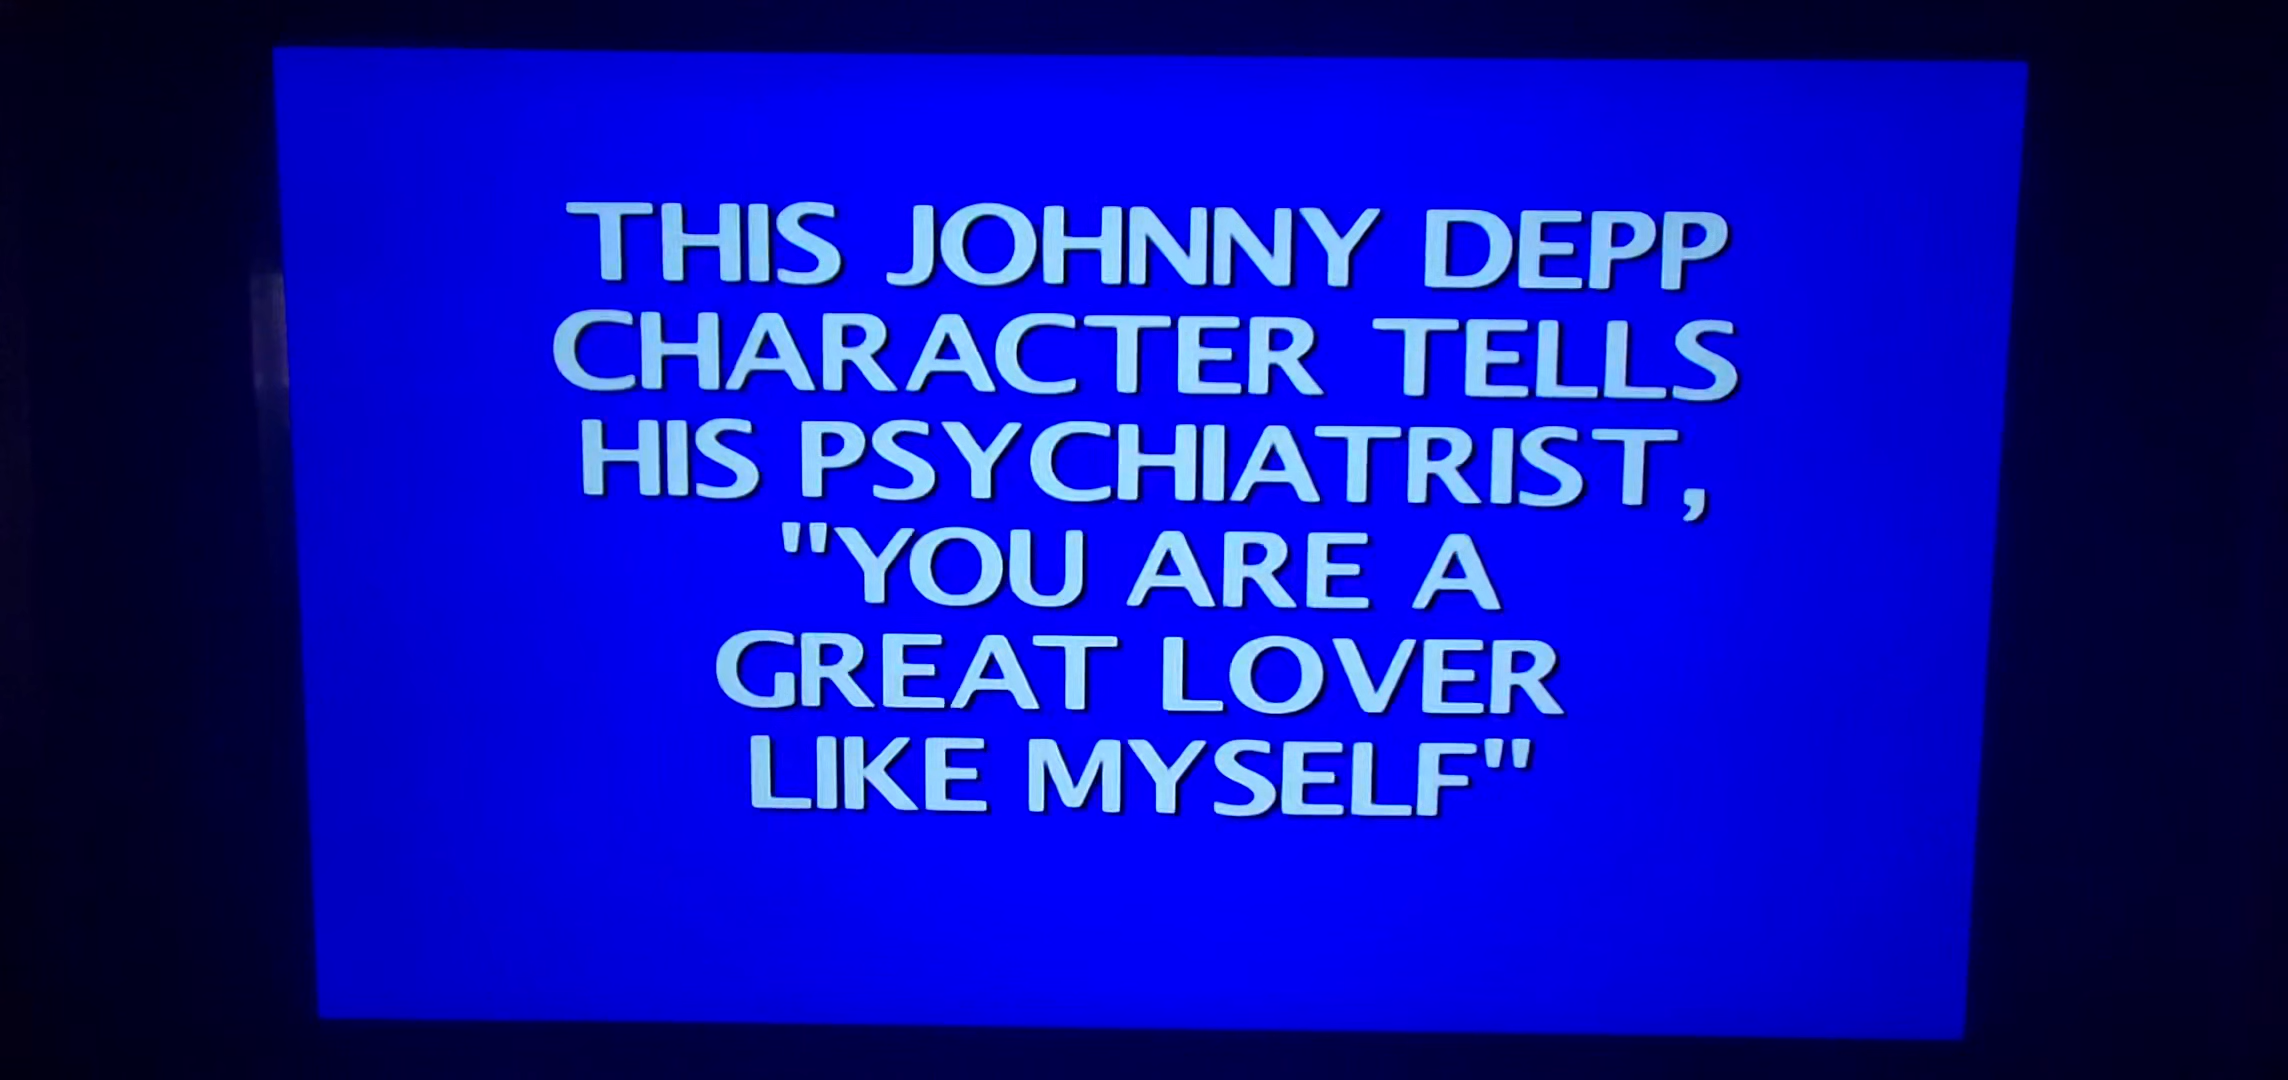 THIS JOHNNY DEPP
CHARACTER TELLS
HIS PSYCHIATRIST,
"YOU ARE A
GREAT LOVER
LIKE MYSELF"